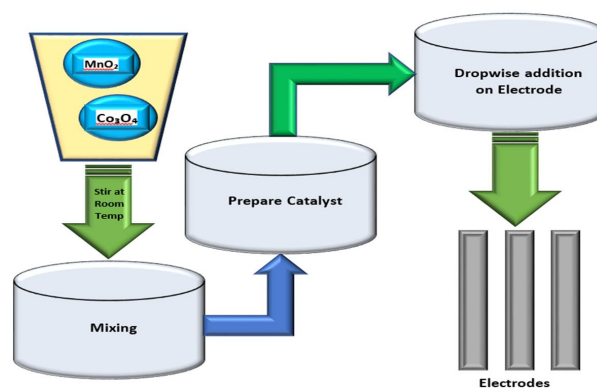 MnO₂
Co₃O₄
Stir at
Room
Temp
Mixing
Prepare Catalyst
Dropwise addition
on Electrode
Electrodes